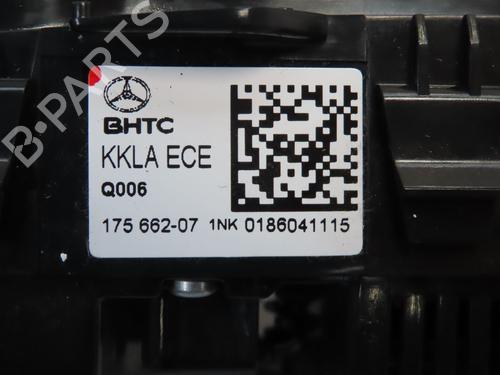 B-PARTS
BHTC
KKLA ECE
Q006
175 662-07 1NK 0186041115